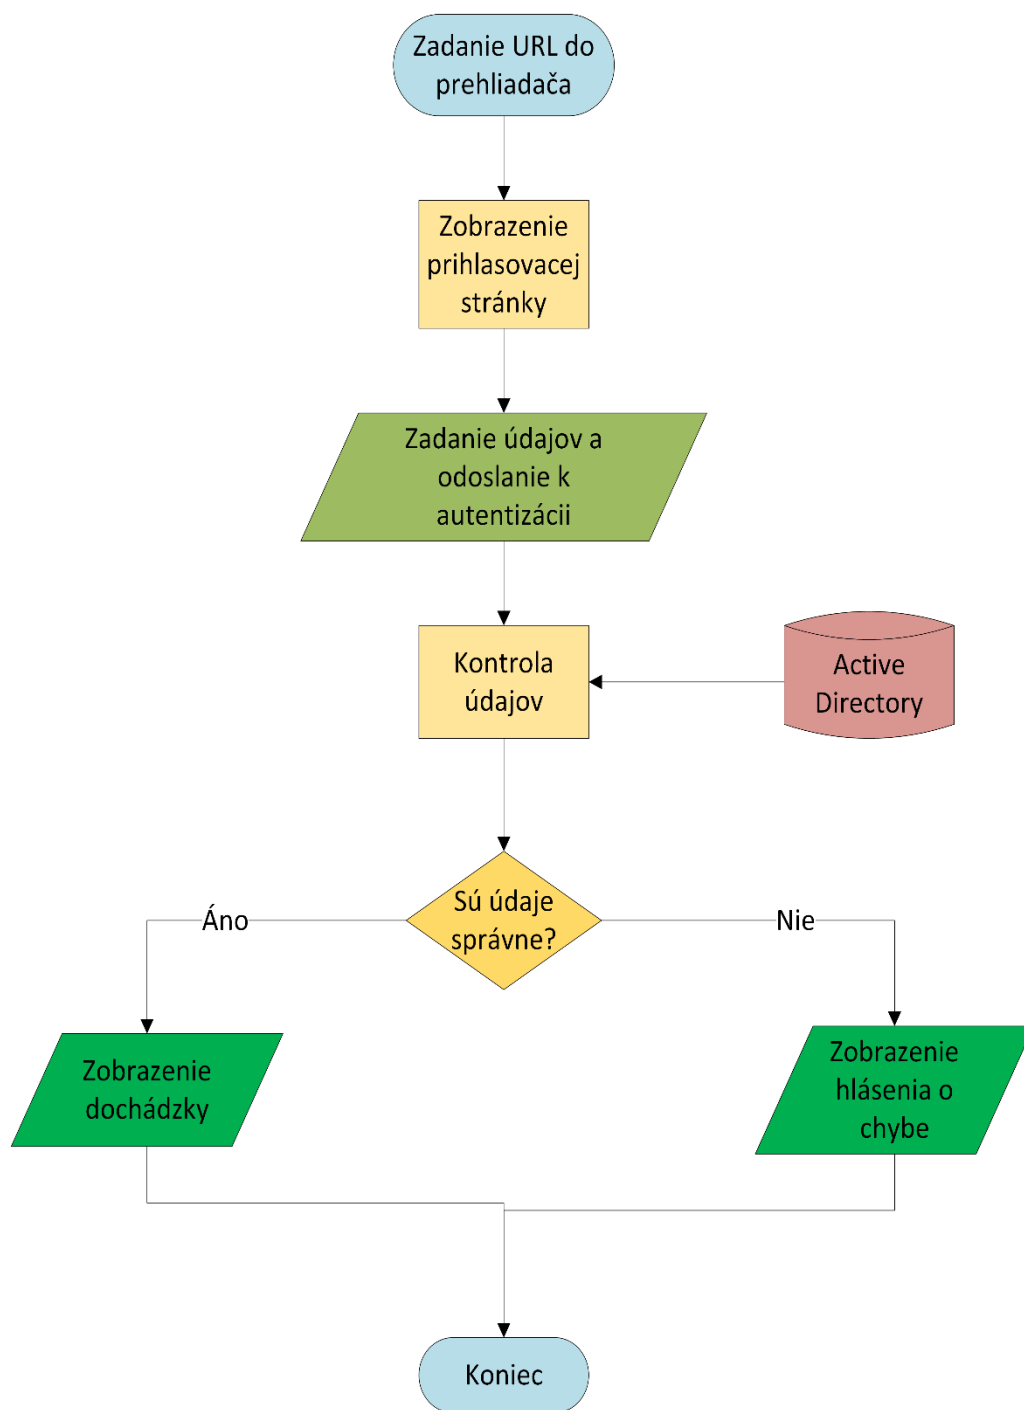 Zadanie URL do
prehliadača
Zobrazenie
prihlasovacej
stránky
Zadanie údajov a
odoslanie k
autentizácii
Kontrola
údajov
Active
Directory
Sú údaje
správne?
Áno
Nie
Zobrazenie
dochádzky
Zobrazenie
hlásenia o
chybe
Koniec